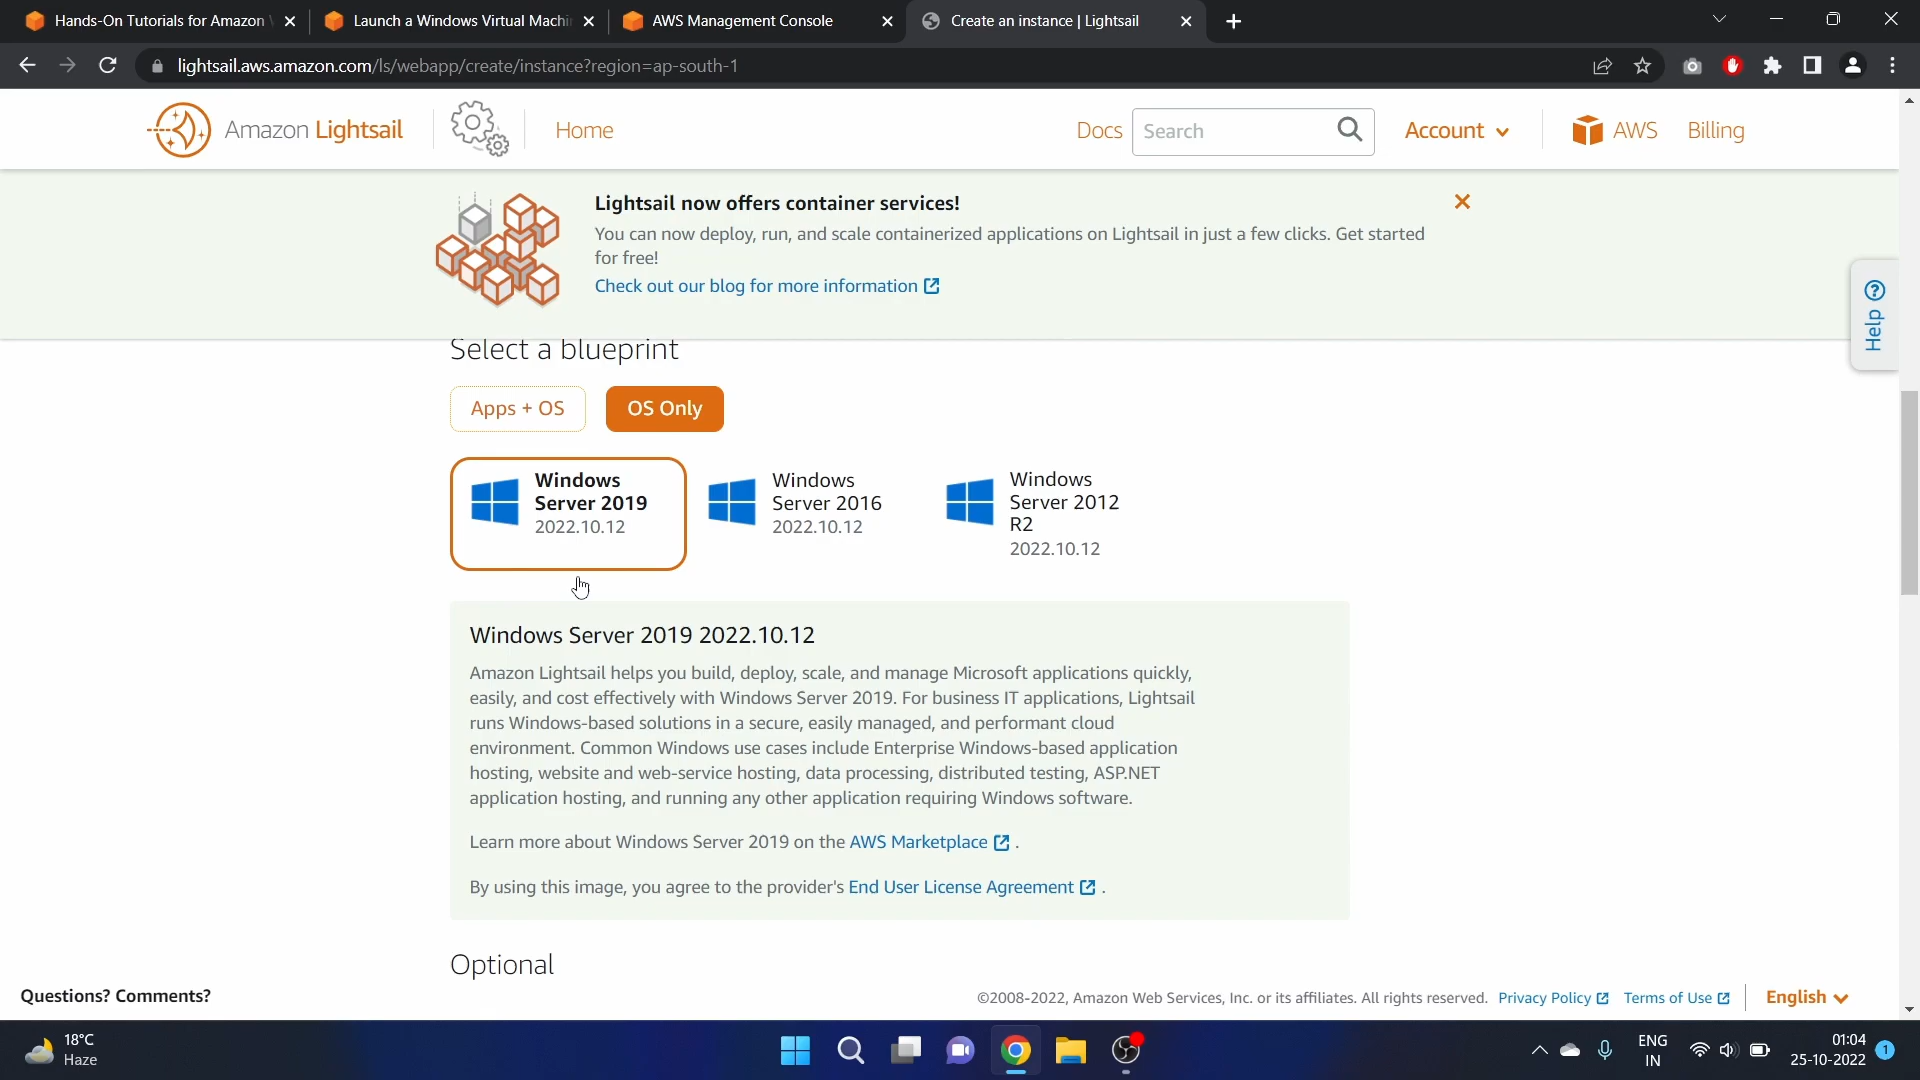 Hands-On Tutorials for Amazon
Launch a Windows Virtual Machi
AWS Management Console
Create an instance | Lightsail
lightsail.aws.amazon.com/ls/webapp/create/instance?region=ap-south-1
Amazon Lightsail
Home
Docs
Search
Account
AWS
Billing
Lightsail now offers container services!
You can now deploy, run, and scale containerized applications on Lightsail in just a few clicks. Get started
for free!
Check out our blog for more information
Help
Select a blueprint
Apps + OS
OS Only
Windows
Server 2019
2022.10.12
Windows
Server 2016
2022.10.12
Windows
Server 2012
R2
2022.10.12
Windows Server 2019 2022.10.12
Amazon Lightsail helps you build, deploy, scale, and manage Microsoft applications quickly,
easily, and cost effectively with Windows Server 2019. For business IT applications, Lightsail
runs Windows-based solutions in a secure, easily managed, and performant cloud
environment. Common Windows use cases include Enterprise Windows-based application
hosting, website and web-service hosting, data processing, distributed testing, ASP.NET
application hosting, and running any other application requiring Windows software.
Learn more about Windows Server 2019 on the AWS Marketplace .
By using this image, you agree to the provider's End User License Agreement .
Optional
Questions? Comments?
©2008-2022, Amazon Web Services, Inc. or its affiliates. All rights reserved. Privacy Policy Terms of Use
English
18°C
Haze
ENG
IN
01:04
25-10-2022
1